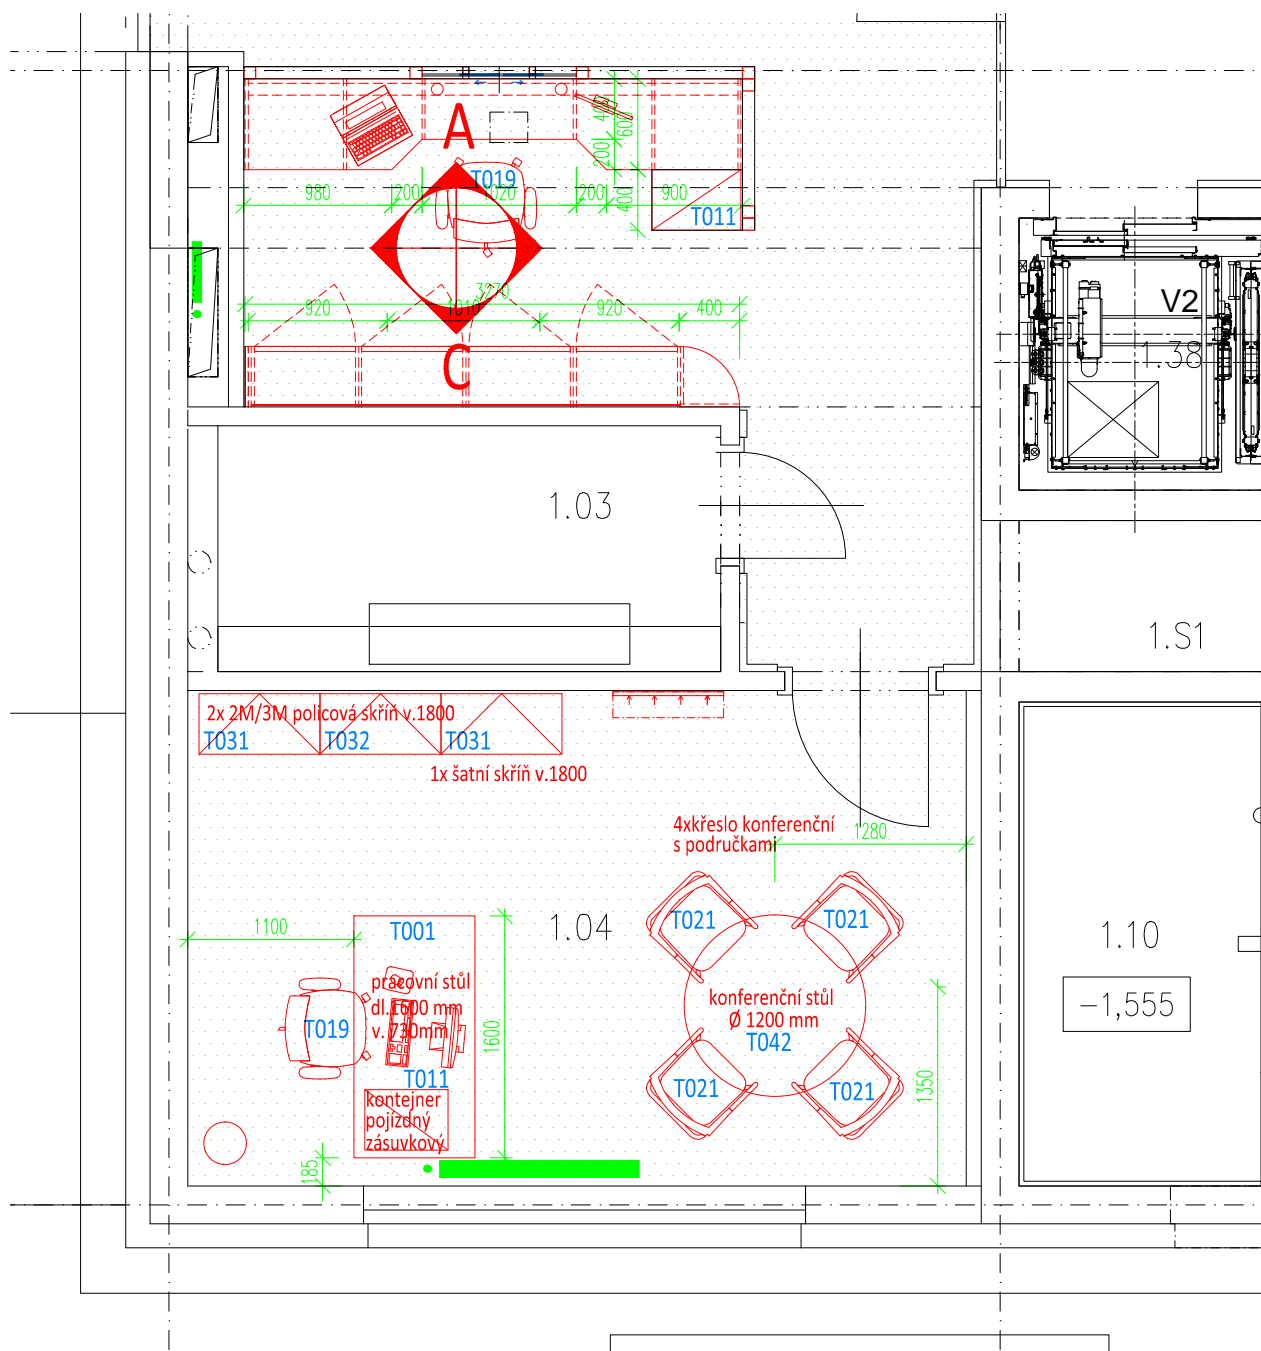 A
400
600
200
T019
980
200
1020
200
900
400
T011
3270
920
1010
920
400
C
V2
1.38
1.03
1.S1
2x 2M/3M policová skříň v.1800
T031
T032
T031
1x šatní skříň v.1800
4xkřeslo konferenční
s područkami
1280
1100
T001
1.04
T021
T021
1.10
pracovní stůl
dl.1600 mm
v. 730mm
T019
1600
konferenční stůl
Ø 1200 mm
T042
-1,555
T011
kontejner
pojízdný
zásuvkový
T021
T021
1350
185